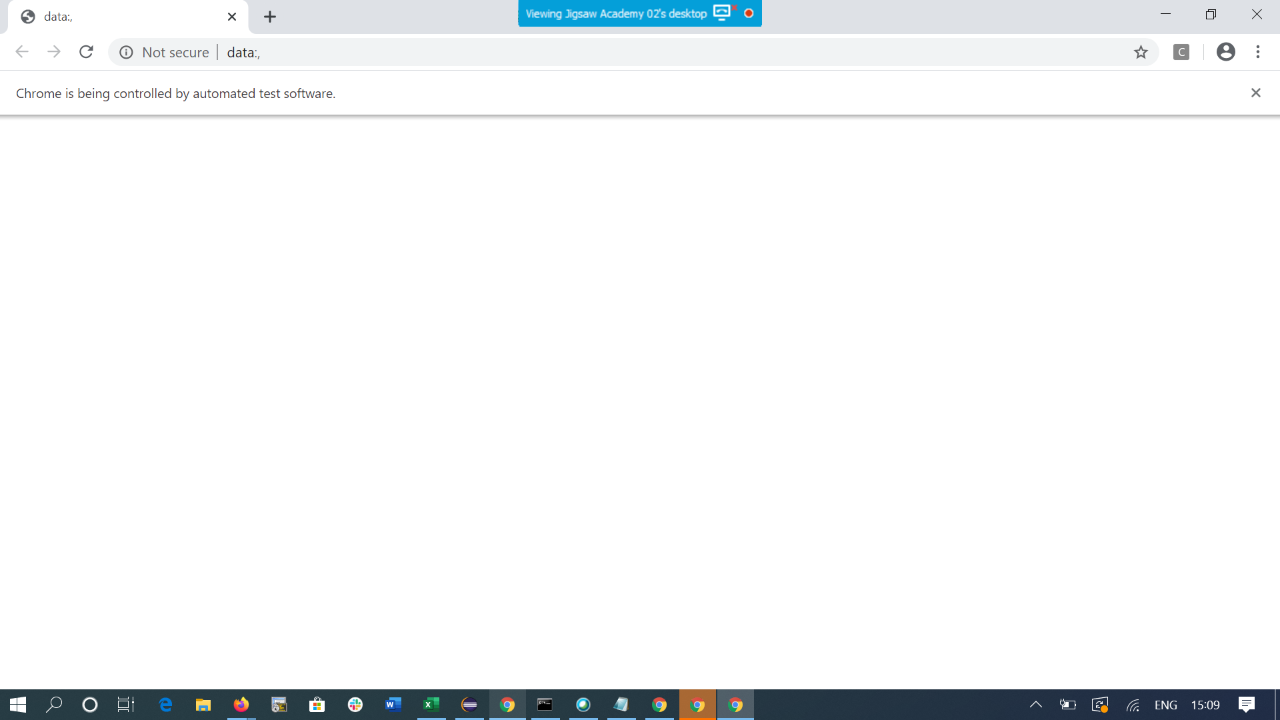 data:,
Viewing Jigsaw Academy 02's desktop
Not secure
data:,
C
Chrome is being controlled by automated test software.
ENG
15:09